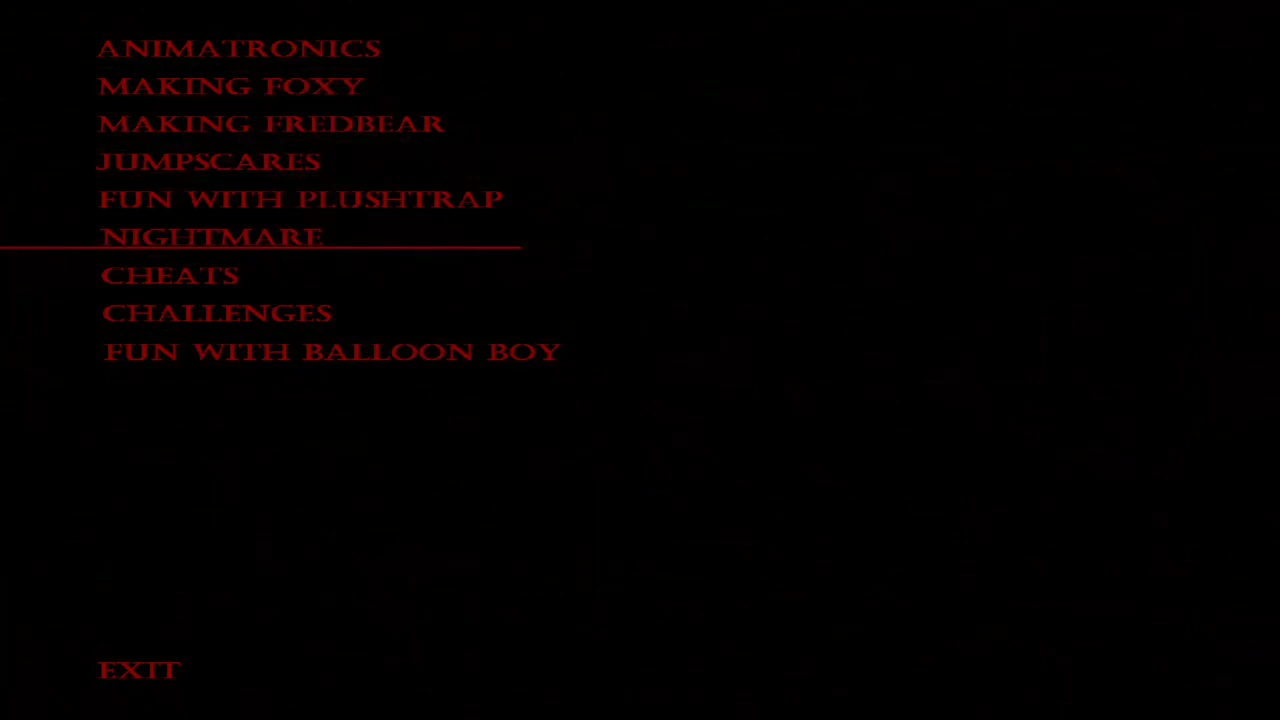 ANIMATRONICS
MAKING FOXY
MAKING FREDBEAR
JUMPSCARES
FUN WITH PLUSHTRAP
NIGHTMARE
CHEATS
CHALLENGES
FUN WITH BALLOON BOY
EXIT